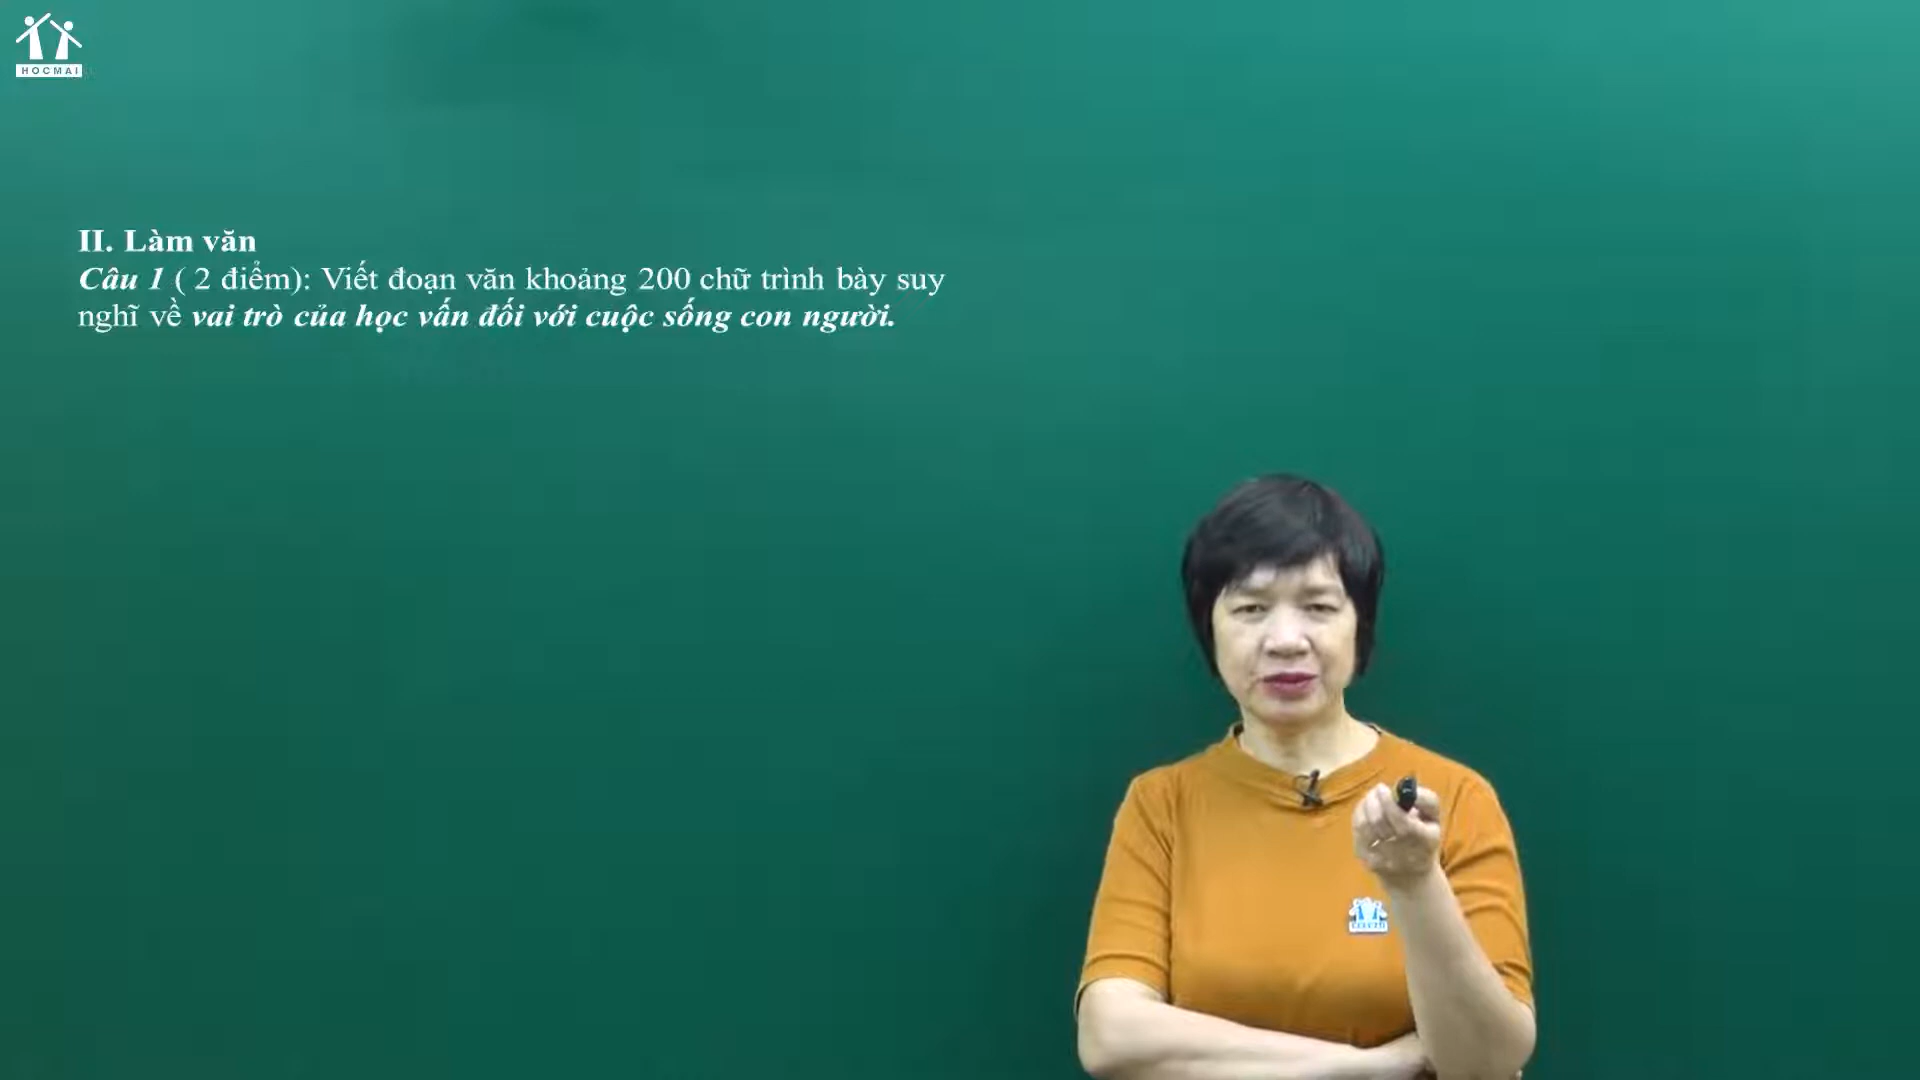 HOCMAI
II. Làm văn
Câu 1 ( 2 điểm): Viết đoạn văn khoảng 200 chữ trình bày suy
nghĩ về vai trò của học vấn đối với cuộc sống con người.
HOCMAI